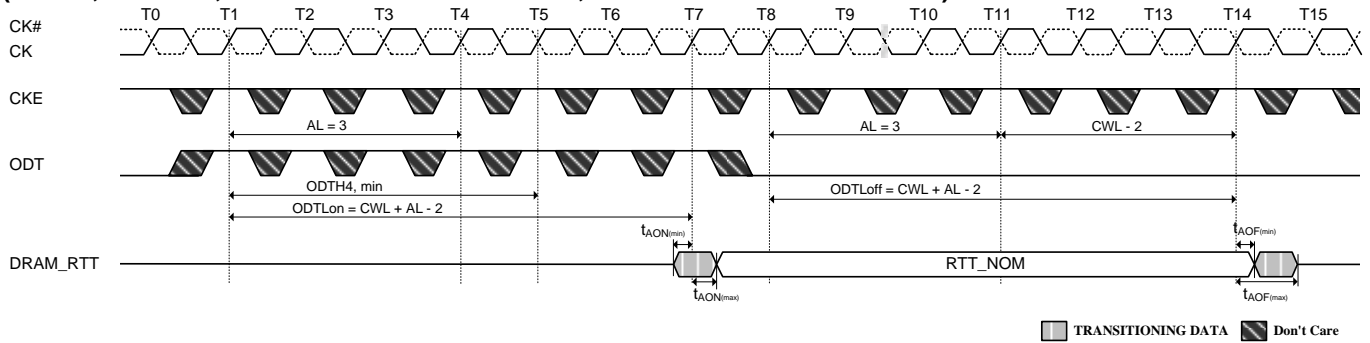 T0 T1 T2 T3 T4 T5 T6 T7 T8 T9 T10 T11 T12 T13 T14 T15
CK#
CK
CKE
AL = 3 AL = 3 CWL - 2
ODT
ODTH4, min ODTLoff = CWL + AL - 2
ODTLon = CWL + AL - 2
tAON(min) tAOF(min)
DRAM_RTT RTT_NOM
tAON(max) tAOF(max)
TRANSITIONING DATA Don't Care